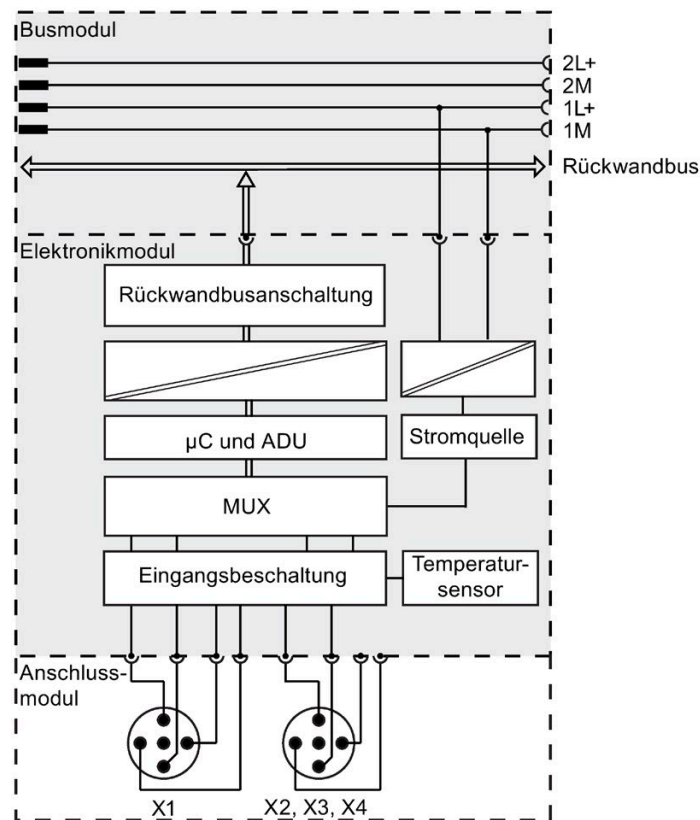 Busmodul
2L+
2M
1L+
1M
Rückwandbus
Elektronikmodul
Rückwandbusanschaltung
µC und ADU
Stromquelle
MUX
Eingangsbeschaltung
Temperatur-
sensor
Anschluss-
modul
X1
X2, X3, X4